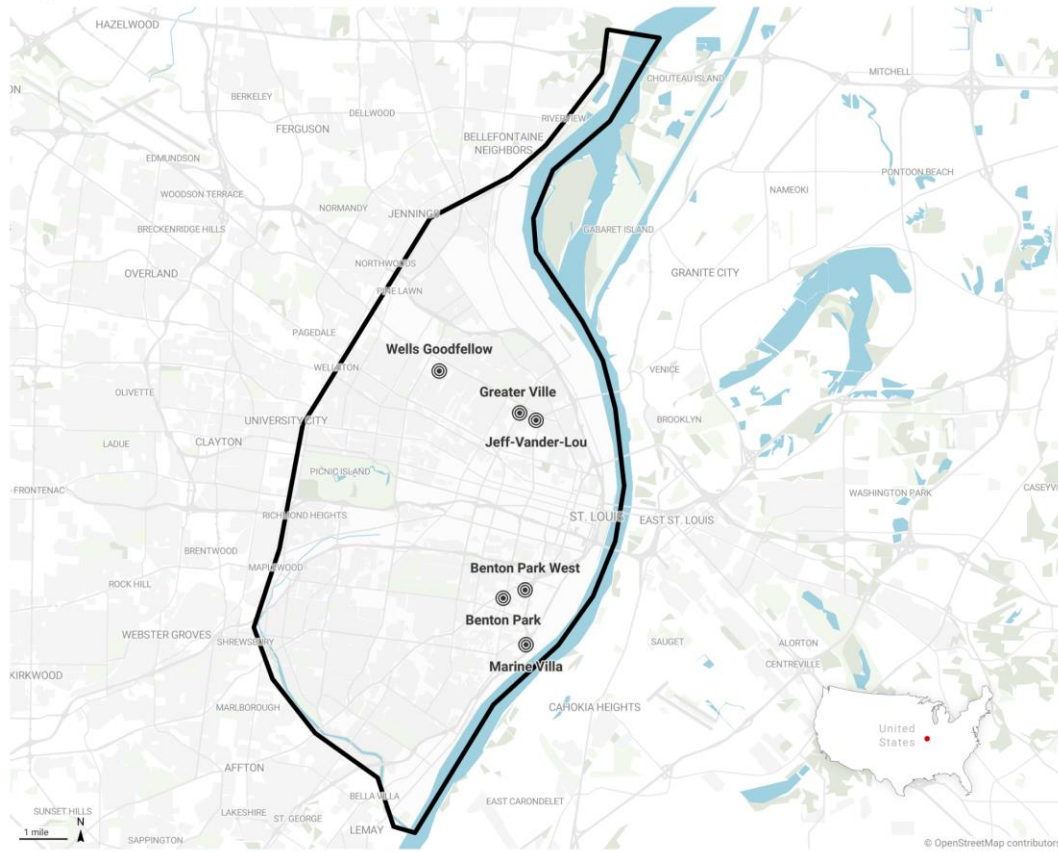 HAZELWOOD
CHOUTEAU ISLAND
MITCHELL
ON
BERKELEY
DELLWOOD
RIVERVIEW
FERGUSON
BELLEFONTAINE
NEIGHBORS
EDMUNDSON
PONTOON BEACH
WOODSON TERRACE
NAMEOKI
NORMANDY
JENNINGS
BRECKENRIDGE HILLS
GABARET ISLAND
NORTHWOODS
OVERLAND
GRANITE CITY
PINE LAWN
PAGEDALE
Wells Goodfellow
WELLSTON
VENICE
OLIVETTE
Greater Ville
UNIVERSITY CITY
BROOKLYN
LADUE
CLAYTON
Jeff-Vander-Lou
PICNIC ISLAND
FRONTENAC
WASHINGTON PARK
CASEYV
RICHMOND HEIGHTS
ST. LOUIS
EAST ST. LOUIS
BRENTWOOD
MAPLEWOOD
Benton Park West
ROCK HILL
Benton Park
WEBSTER GROVES
SHREWSBURY
SAUGET
ALORTON
CENTREVILLE
Marine Villa
KIRKWOOD
MARLBOROUGH
CAHOKIA HEIGHTS
United
States
AFFTON
BELLA VILLA
EAST CARONDELET
SUNSET HILLS
LAKESHIRE
ST. GEORGE
LEMAY
1 mile
N
SAPPINGTON
© OpenStreetMap contributors